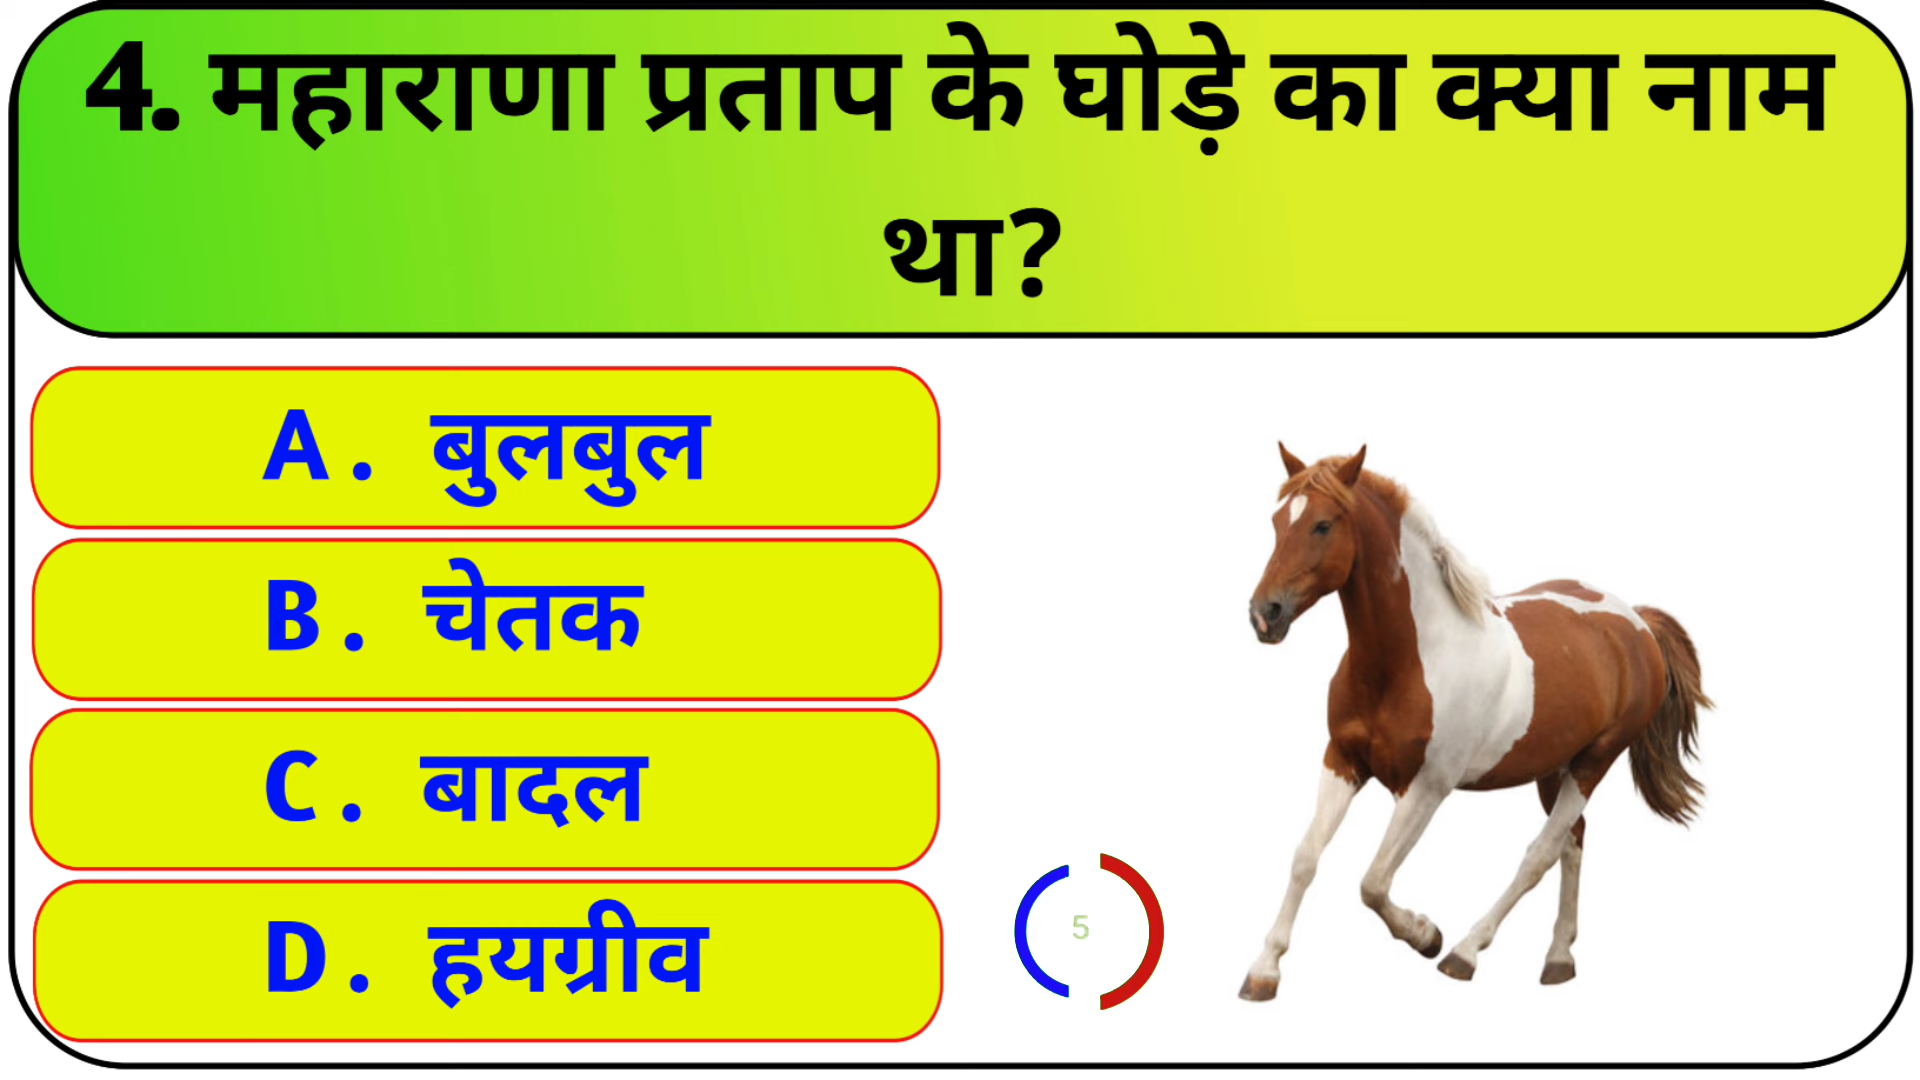 4. महाराणा प्रताप के घोड़े का क्या नाम
था?
A. बुलबुल
B. चेतक
C. बादल
D. हयग्रीव
5